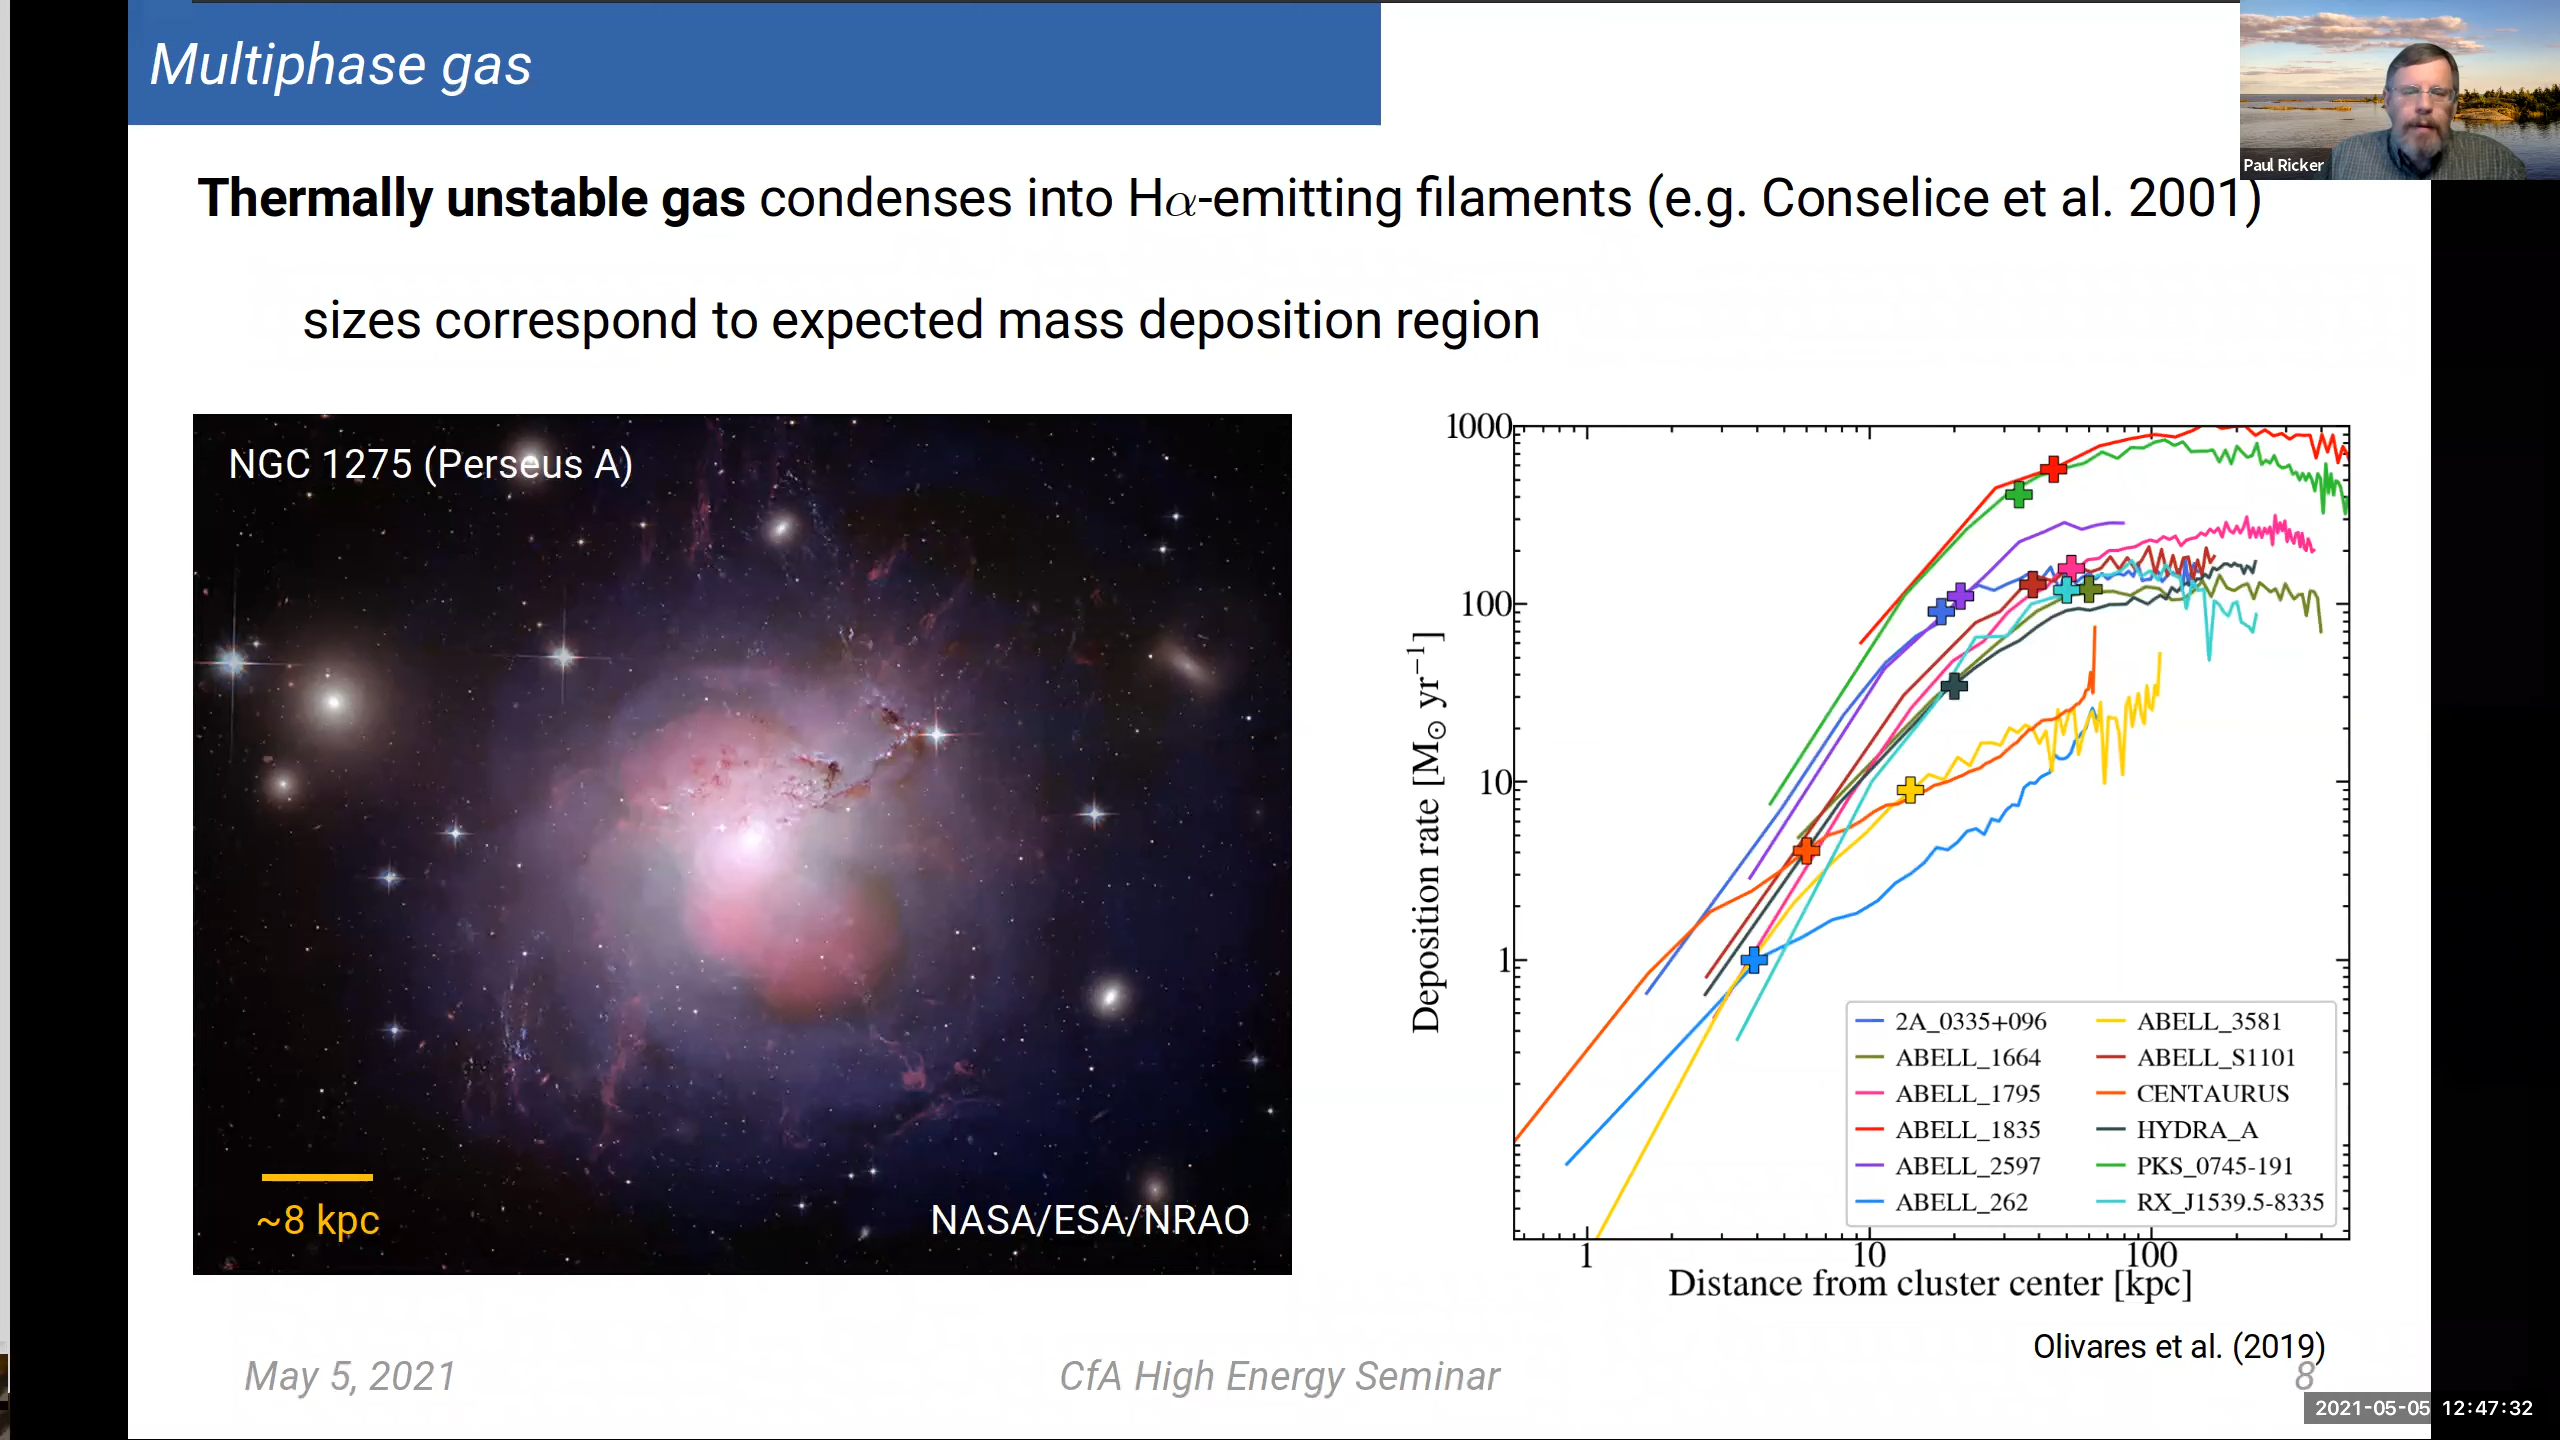 Multiphase gas
Paul Ricker
Thermally unstable gas condenses into Hα-emitting filaments (e.g. Conselice et al. 2001)
sizes correspond to expected mass deposition region
NGC 1275 (Perseus A)
~8 kpc
NASA/ESA/NRAO
1000
100
10
1
Deposition rate [M⊙ yr⁻¹]
2A_0335+096
ABELL_1664
ABELL_1795
ABELL_1835
ABELL_2597
ABELL_262
ABELL_3581
ABELL_S1101
CENTAURUS
HYDRA_A
PKS_0745-191
RX_J1539.5-8335
1 10 100
Distance from cluster center [kpc]
Olivares et al. (2019)
May 5, 2021
CfA High Energy Seminar
8
2021-05-05 12:47:32